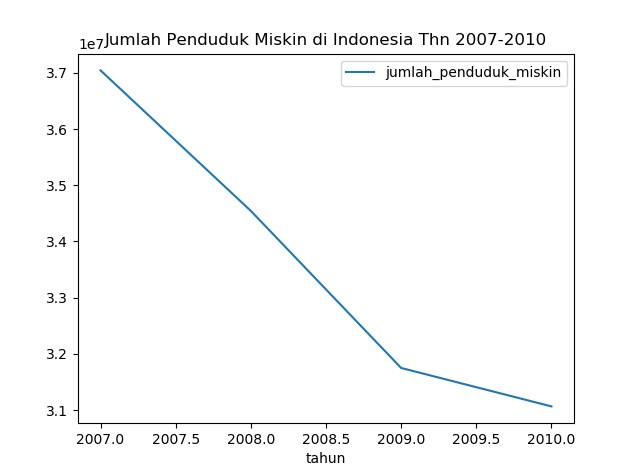 Jumlah Penduduk Miskin di Indonesia Thn 2007-2010
1e7
jumlah_penduduk_miskin
3.7
3.6
3.5
3.4
3.3
3.2
3.1
2007.0 2007.5 2008.0 2008.5 2009.0 2009.5 2010.0
tahun